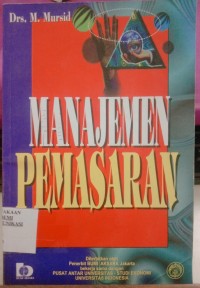 Drs. M. Mursid
MANAJEMEN
PEMASARAN
Diterbitkan oleh
Penerbit BUMI AKSARA Jakarta
bekerja sama dengan
PUSAT ANTAR UNIVERSITAS - STUDI EKONOMI
UNIVERSITAS INDONESIA